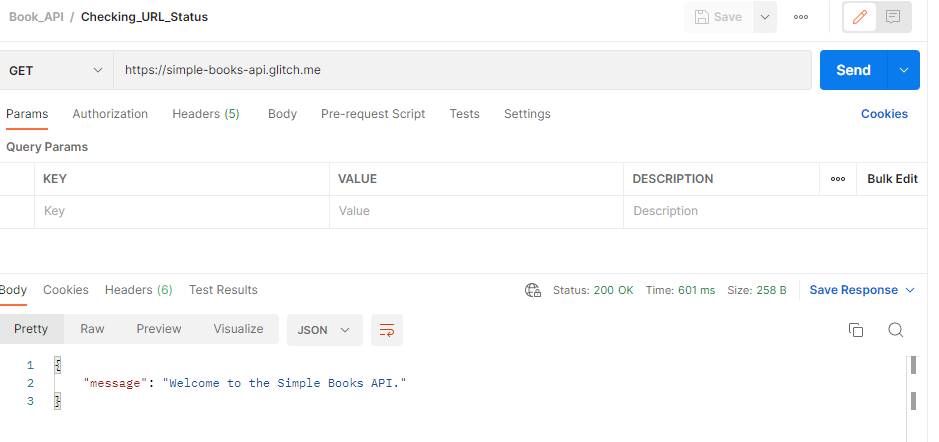 Book_API / Checking_URL_Status Save
GET https://simple-books-api.glitch.me Send
Params Authorization Headers (5) Body Pre-request Script Tests Settings Cookies
Query Params
KEY VALUE DESCRIPTION Bulk Edit
Key Value Description
Body Cookies Headers (6) Test Results Status: 200 OK Time: 601 ms Size: 258 B Save Response
Pretty Raw Preview Visualize JSON
1 {
2 "message": "Welcome to the Simple Books API."
3 }